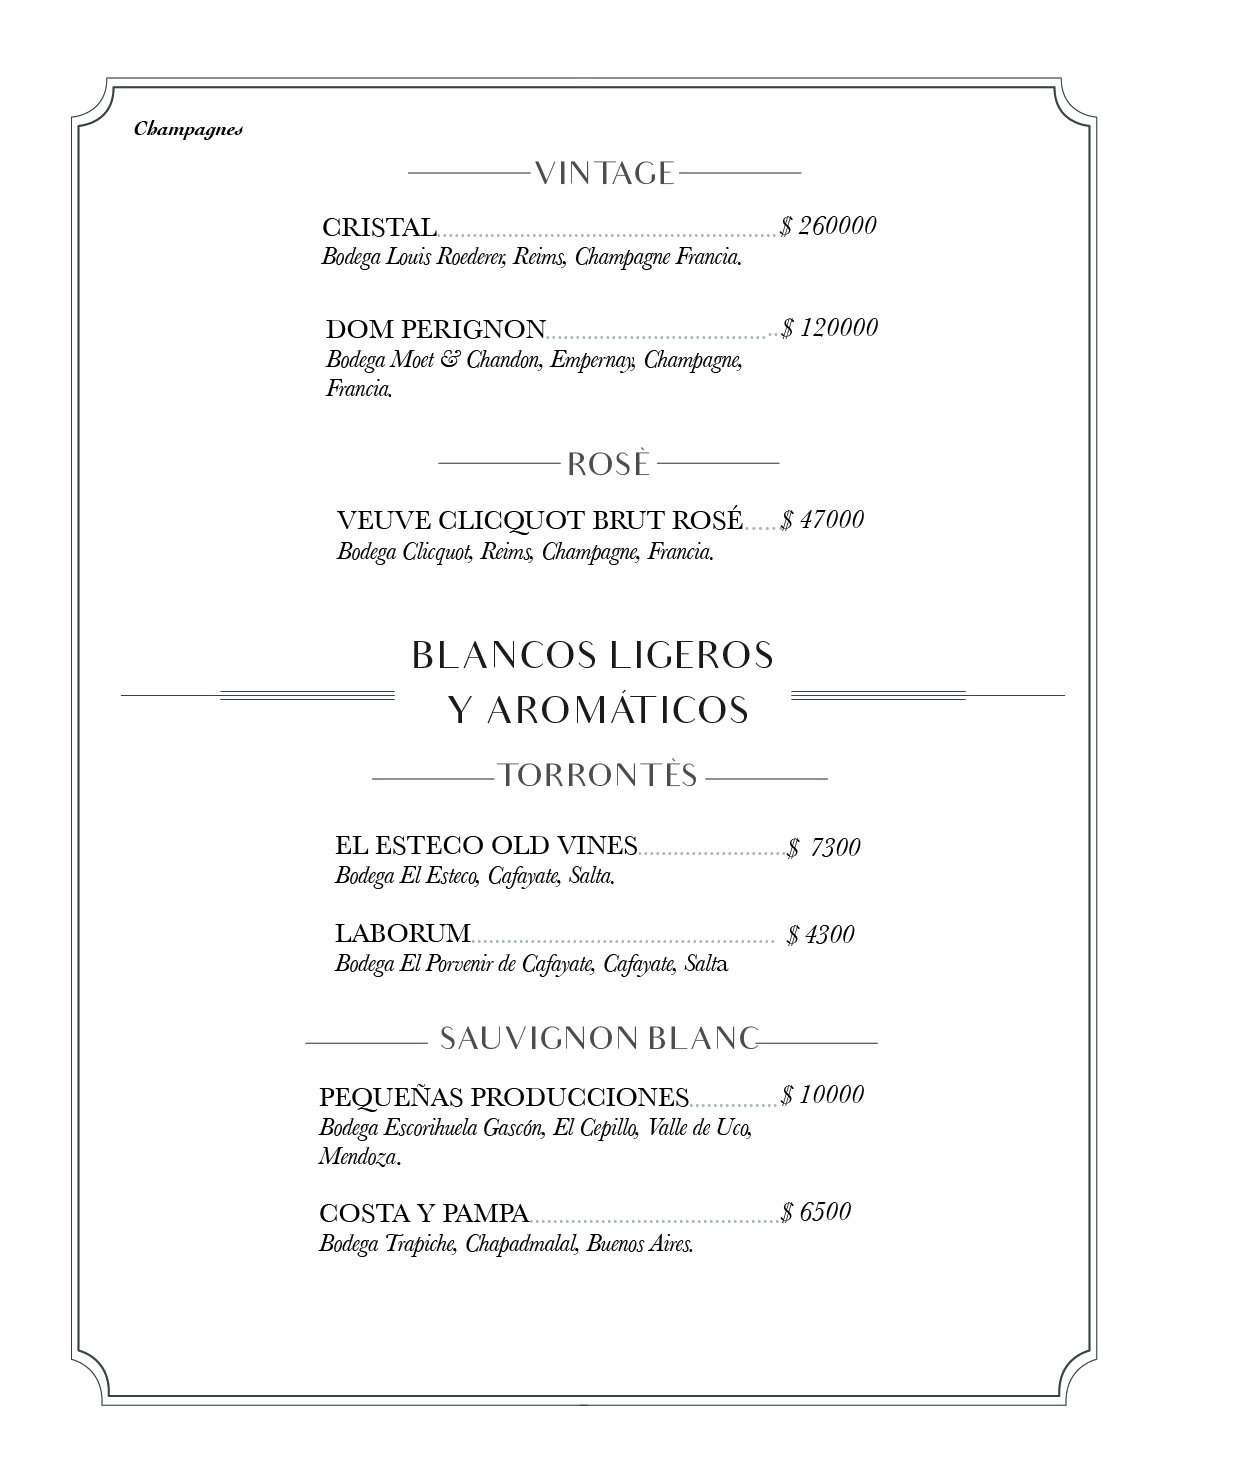 Champagnes
VINTAGE
CRISTAL $ 260000
Bodega Louis Roederer, Reims, Champagne Francia.
DOM PERIGNON $ 120000
Bodega Moet & Chandon, Empernay, Champagne,
Francia.
ROSÈ
VEUVE CLICQUOT BRUT ROSÉ $ 47000
Bodega Clicquot, Reims, Champagne, Francia.
BLANCOS LIGEROS
Y AROMÁTICOS
TORRONTÈS
EL ESTECO OLD VINES $ 7300
Bodega El Esteco, Cafayate, Salta.
LABORUM $ 4300
Bodega El Porvenir de Cafayate, Cafayate, Salta
SAUVIGNON BLANC
PEQUEÑAS PRODUCCIONES $ 10000
Bodega Escorihuela Gascón, El Cepillo, Valle de Uco,
Mendoza.
COSTA Y PAMPA $ 6500
Bodega Trapiche, Chapadmalal, Buenos Aires.